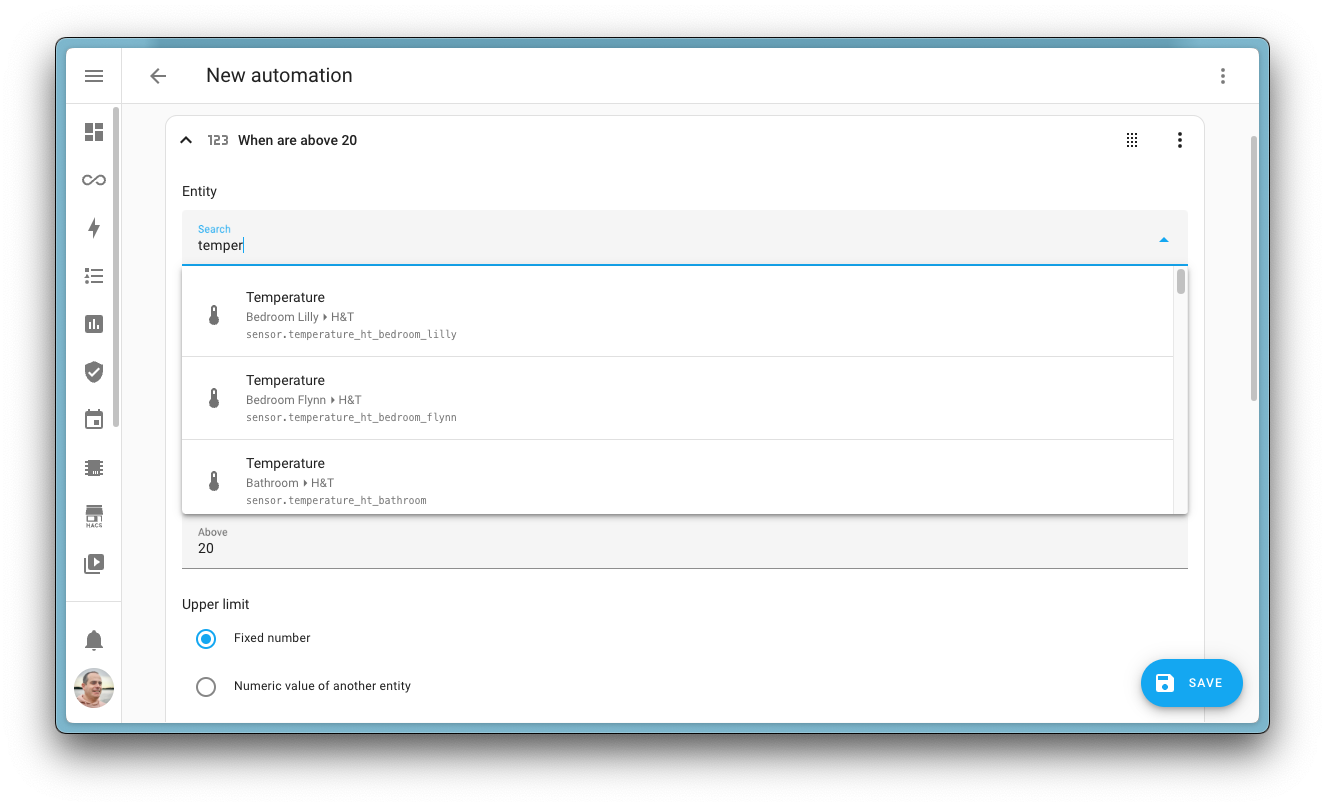 New automation
123 When are above 20
Entity
Search
temper
Temperature
Bedroom Lilly ▸ H&T
sensor.temperature_ht_bedroom_lilly
Temperature
Bedroom Flynn ▸ H&T
sensor.temperature_ht_bedroom_flynn
Temperature
Bathroom ▸ H&T
sensor.temperature_ht_bathroom
HACS
Above
20
Upper limit
Fixed number
Numeric value of another entity
SAVE